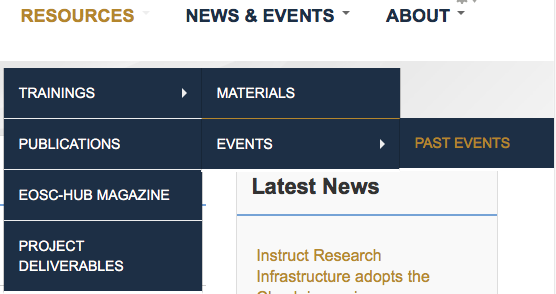 RESOURCES NEWS & EVENTS ABOUT
TRAININGS MATERIALS
PUBLICATIONS EVENTS PAST EVENTS
EOSC-HUB MAGAZINE
Latest News
PROJECT
DELIVERABLES
Instruct Research
Infrastructure adopts the